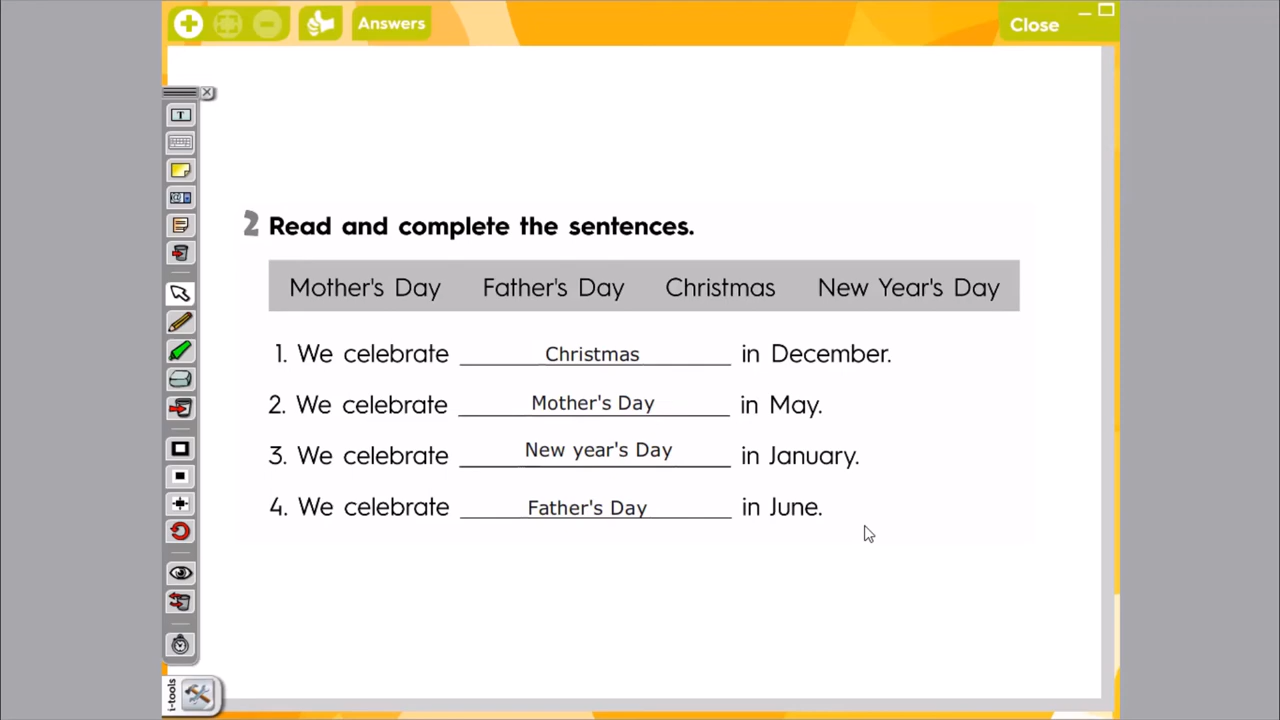 Answers
Close
2 Read and complete the sentences.
Mother's Day Father's Day Christmas New Year's Day
1. We celebrate Christmas in December.
2. We celebrate Mother's Day in May.
3. We celebrate New year's Day in January.
4. We celebrate Father's Day in June.
T
i-tools